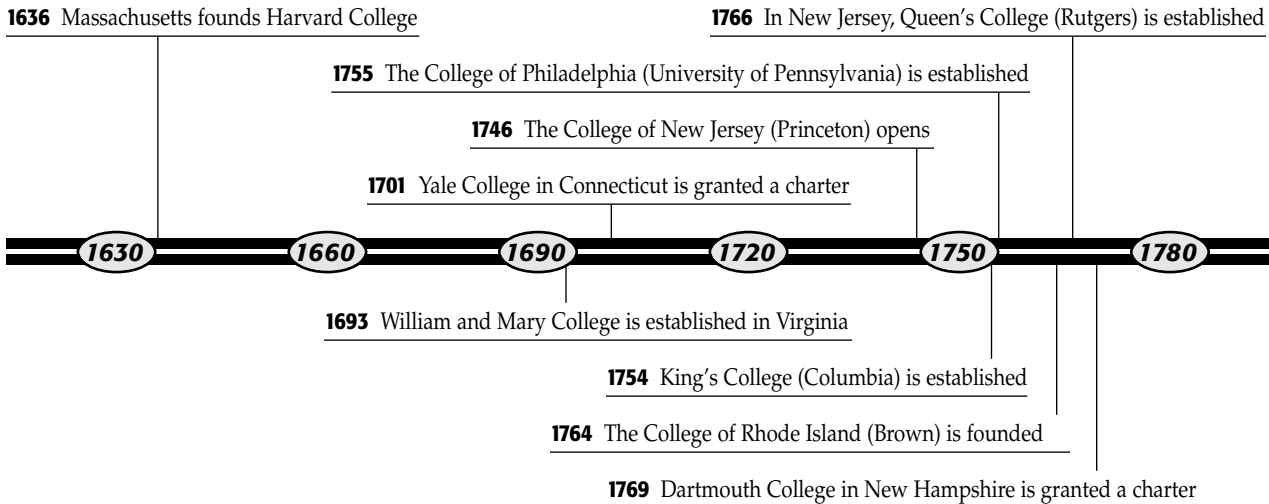 1636 Massachusetts founds Harvard College
1766 In New Jersey, Queen’s College (Rutgers) is established
1755 The College of Philadelphia (University of Pennsylvania) is established
1746 The College of New Jersey (Princeton) opens
1701 Yale College in Connecticut is granted a charter
1630 1660 1690 1720 1750 1780
1693 William and Mary College is established in Virginia
1754 King’s College (Columbia) is established
1764 The College of Rhode Island (Brown) is founded
1769 Dartmouth College in New Hampshire is granted a charter